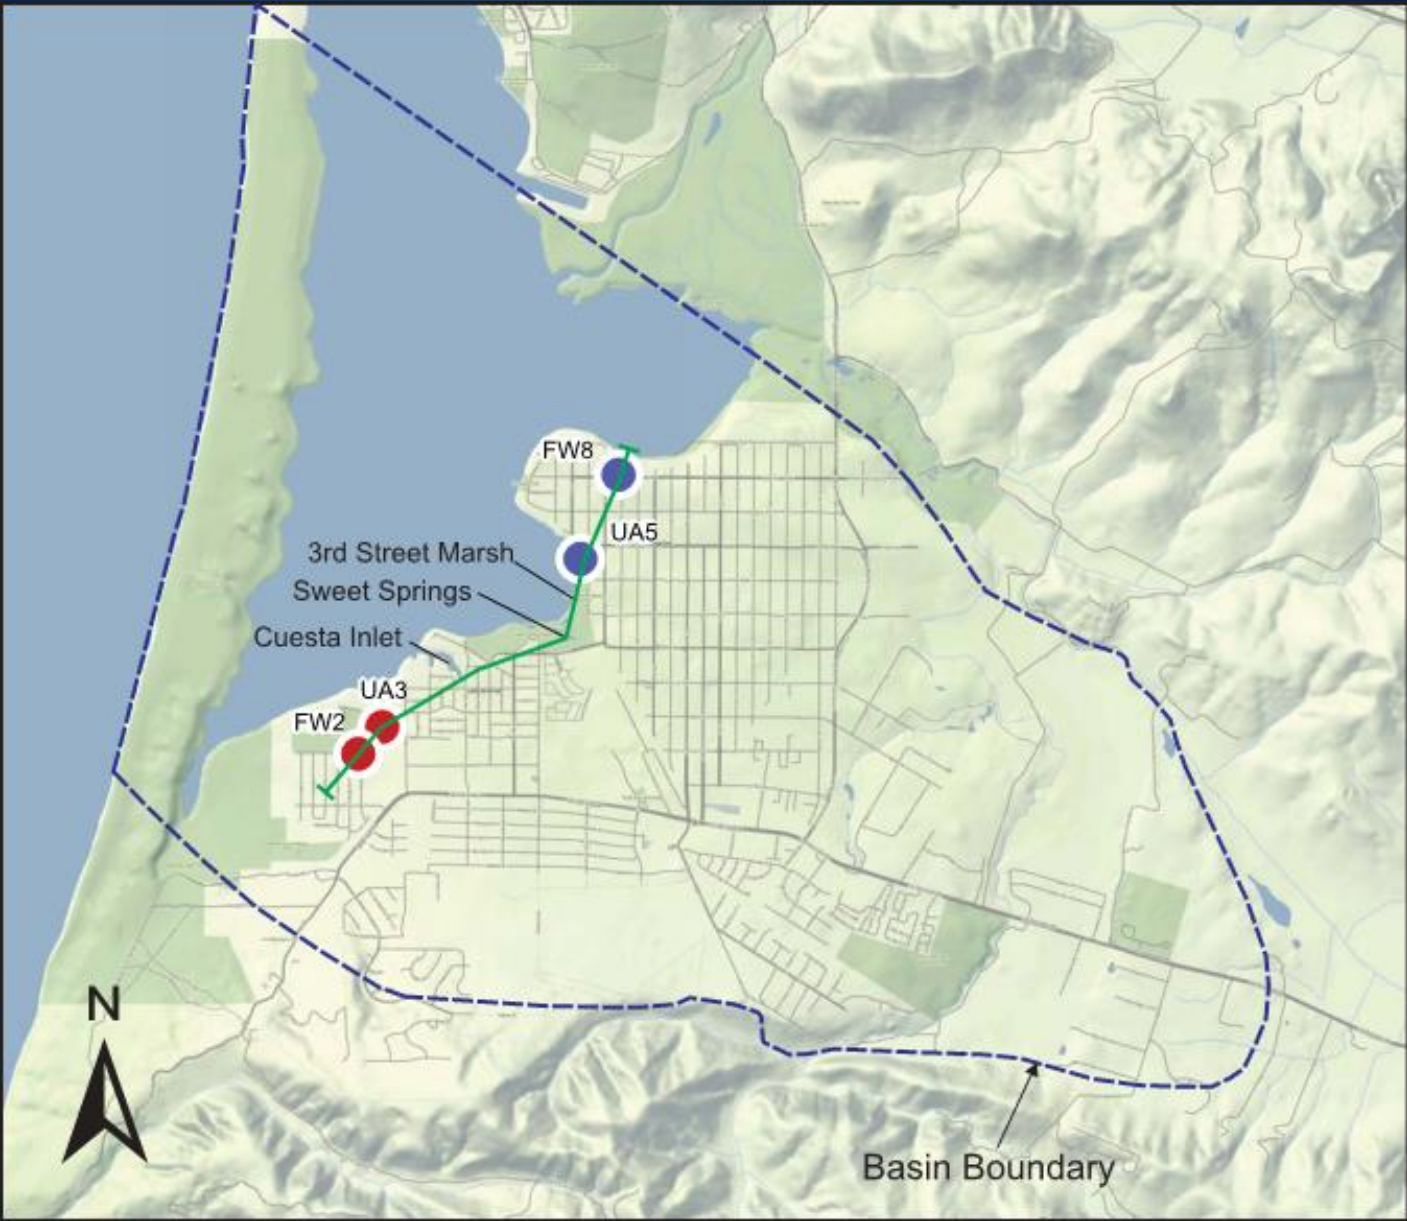 FW8
UA5
3rd Street Marsh
Sweet Springs
Cuesta Inlet
UA3
FW2
N
Basin Boundary